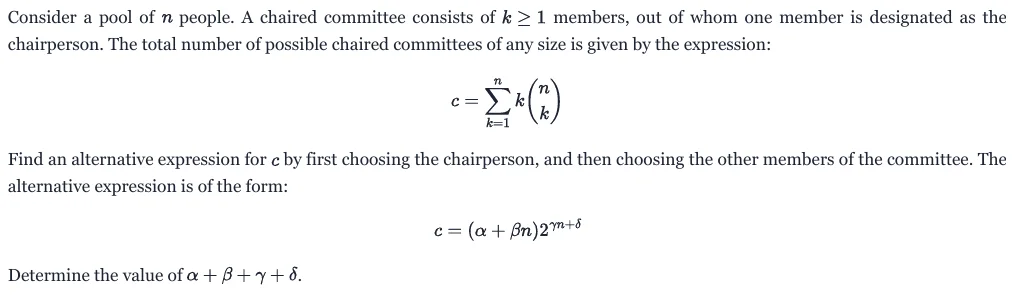 Consider a pool of n people. A chaired committee consists of k ≥ 1 members, out of whom one member is designated as the
chairperson. The total number of possible chaired committees of any size is given by the expression:
c = \sum_{k=1}^{n} k \binom{n}{k}
Find an alternative expression for c by first choosing the chairperson, and then choosing the other members of the committee. The
alternative expression is of the form:
c = (α + βn)2^{γn+δ}
Determine the value of α + β + γ + δ.